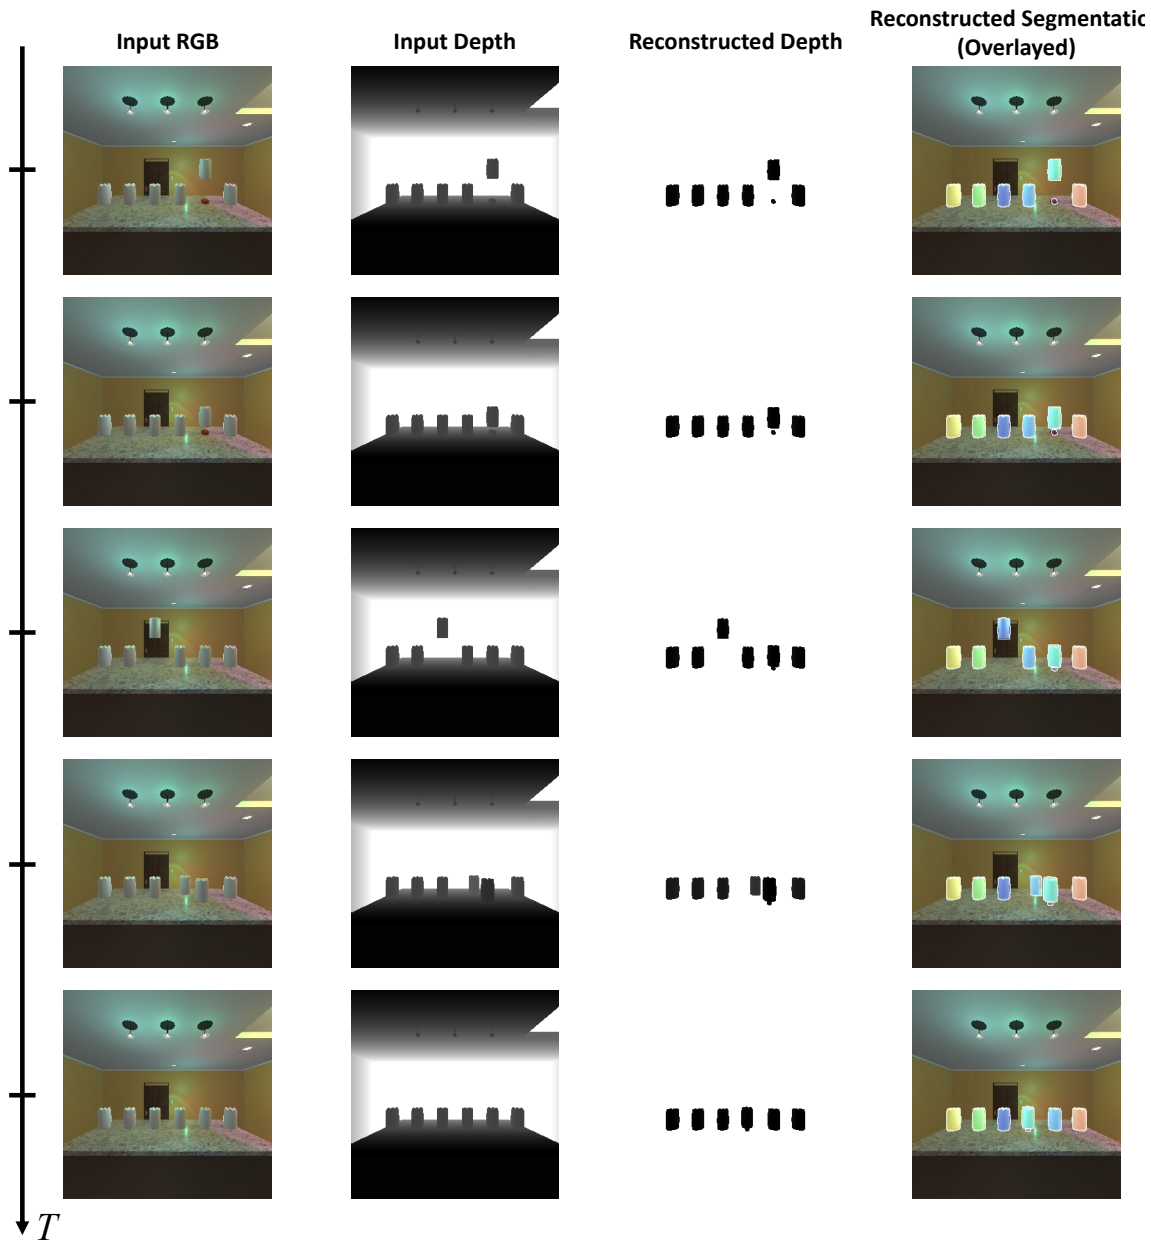 Input RGB
Input Depth
Reconstructed Depth
Reconstructed Segmentatic
(Overlayed)
T